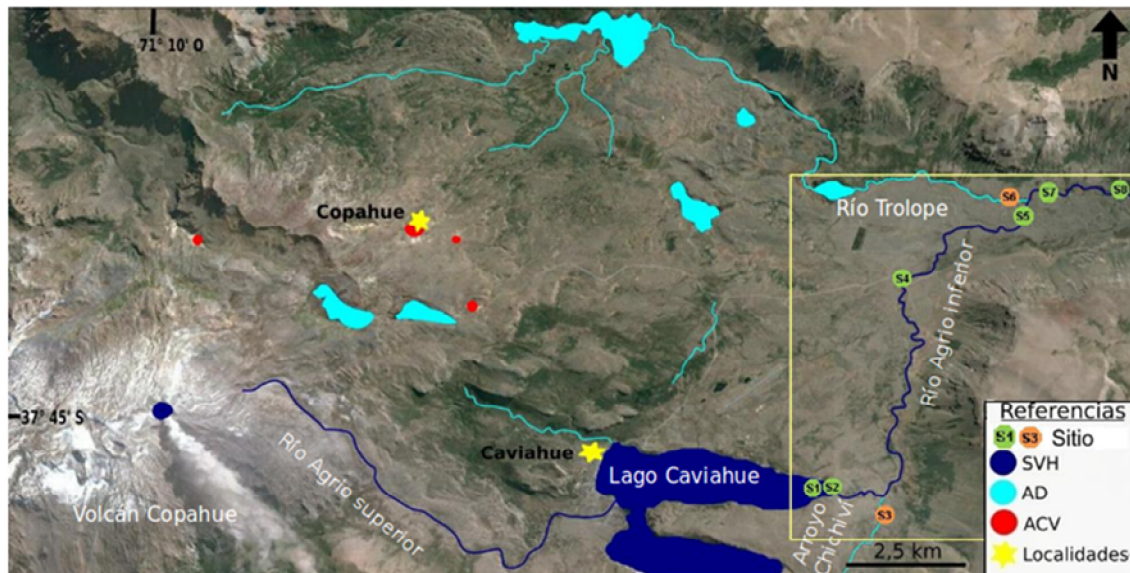 71 10' O
N
Copahue
Río Trolope
S6
S7
S8
S5
S4
Río Agrio inferior
37 45' S
Caviahue
Río Agrio superior
Lago Caviahue
Volcán Copahue
S1
S2
S3
Arroyo
Chichiví
2,5 km
Referencias
S1 S3 Sitio
SVH
AD
ACV
Localidades